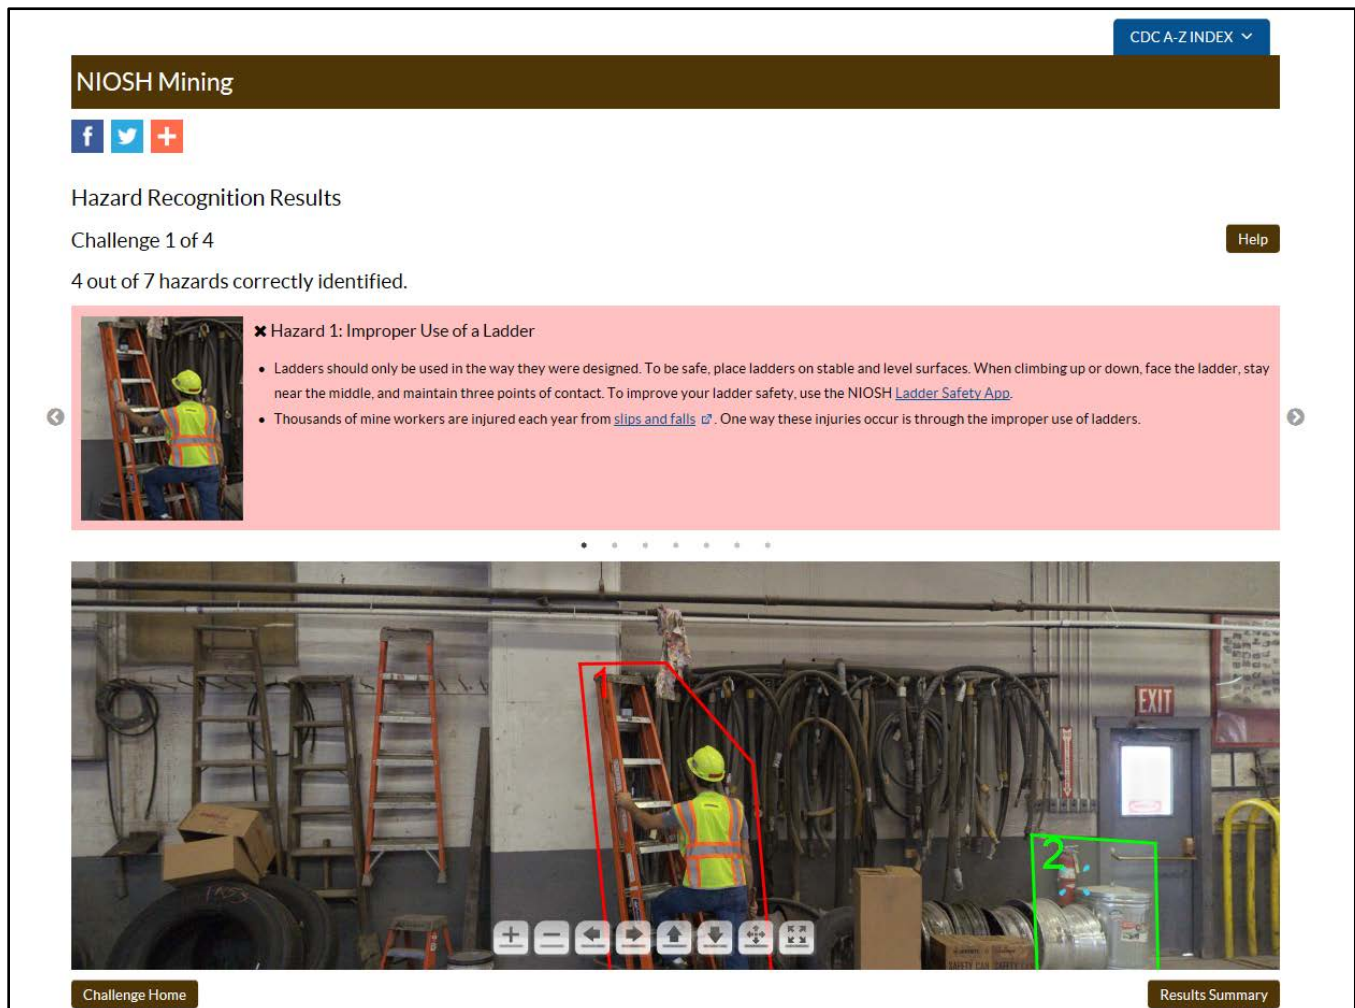 CDC A-Z INDEX
NIOSH Mining
f
Hazard Recognition Results
Challenge 1 of 4
Help
4 out of 7 hazards correctly identified.
✖ Hazard 1: Improper Use of a Ladder
• Ladders should only be used in the way they were designed. To be safe, place ladders on stable and level surfaces. When climbing up or down, face the ladder, stay
near the middle, and maintain three points of contact. To improve your ladder safety, use the NIOSH Ladder Safety App.
• Thousands of mine workers are injured each year from slips and falls. One way these injuries occur is through the improper use of ladders.
1
EXIT
2
SAFETY CAN
SAFETY CAN
Challenge Home
Results Summary